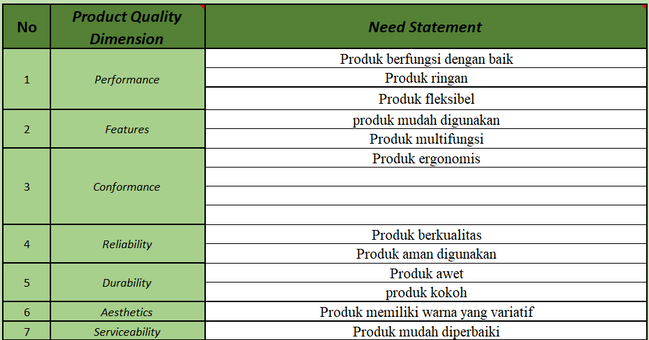 No
Product Quality
Dimension
Need Statement
1
Performance
Produk berfungsi dengan baik
Produk ringan
Produk fleksibel
2
Features
produk mudah digunakan
Produk multifungsi
3
Conformance
Produk ergonomis
4
Reliability
Produk berkualitas
Produk aman digunakan
5
Durability
Produk awet
produk kokoh
6
Aesthetics
Produk memiliki warna yang variatif
7
Serviceability
Produk mudah diperbaiki